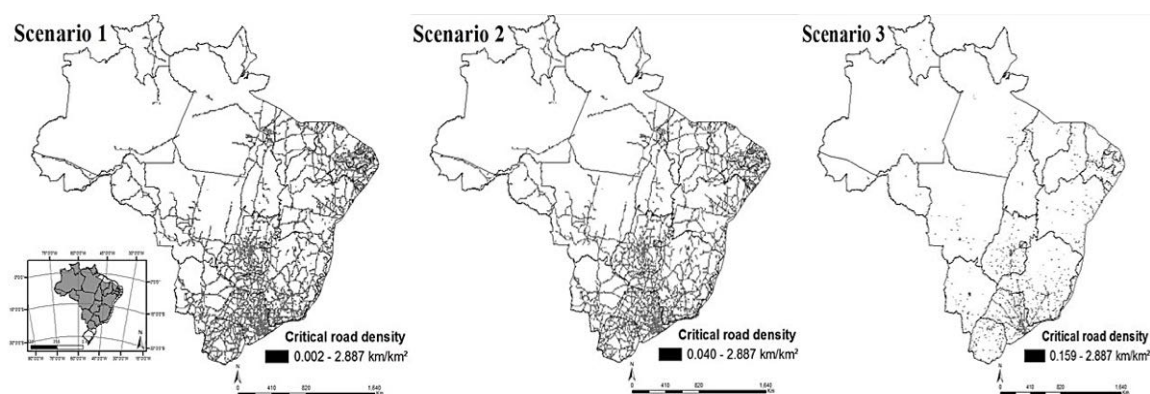 Scenario 1
Critical road density
0.002 - 2.887 km/km²
N
0 410 820 1,640
Km
Scenario 2
Critical road density
0.040 - 2.887 km/km²
N
0 410 820 1,640
Km
Scenario 3
Critical road density
0.159 - 2.887 km/km²
N
0 410 820 1,640
Km